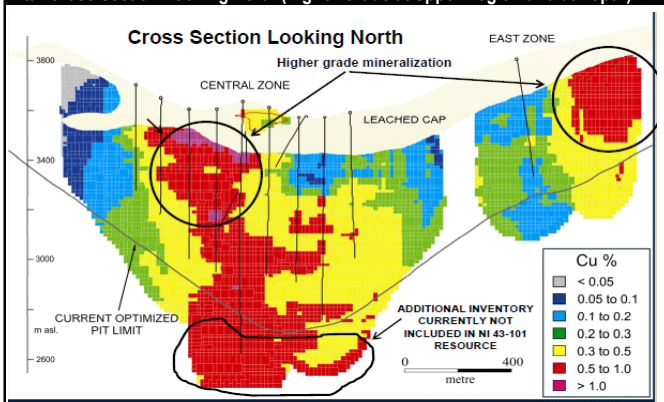 Cross Section Looking North
EAST ZONE
Higher grade mineralization
CENTRAL ZONE
LEACHED CAP
3800
3400
3000
m asl.
2600
CURRENT OPTIMIZED
PIT LIMIT
ADDITIONAL INVENTORY
CURRENTLY NOT
INCLUDED IN NI 43-101
RESOURCE
0 400
metre
Cu %
< 0.05
0.05 to 0.1
0.1 to 0.2
0.2 to 0.3
0.3 to 0.5
0.5 to 1.0
> 1.0